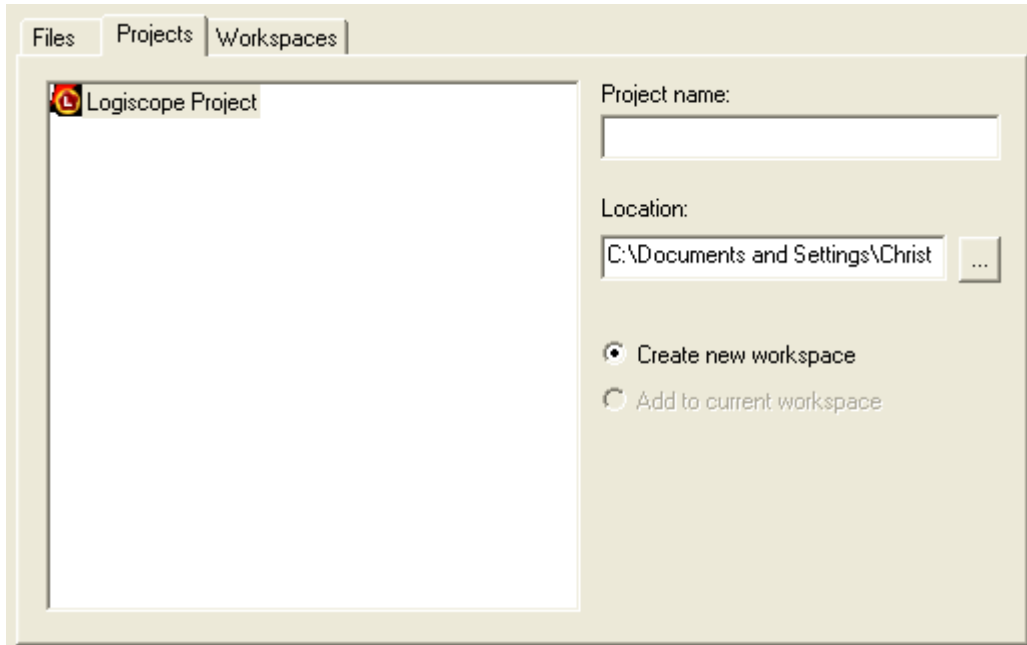 Files Projects Workspaces
Logiscope Project
Project name:
Location:
C:\Documents and Settings\Christ
...
Create new workspace
Add to current workspace